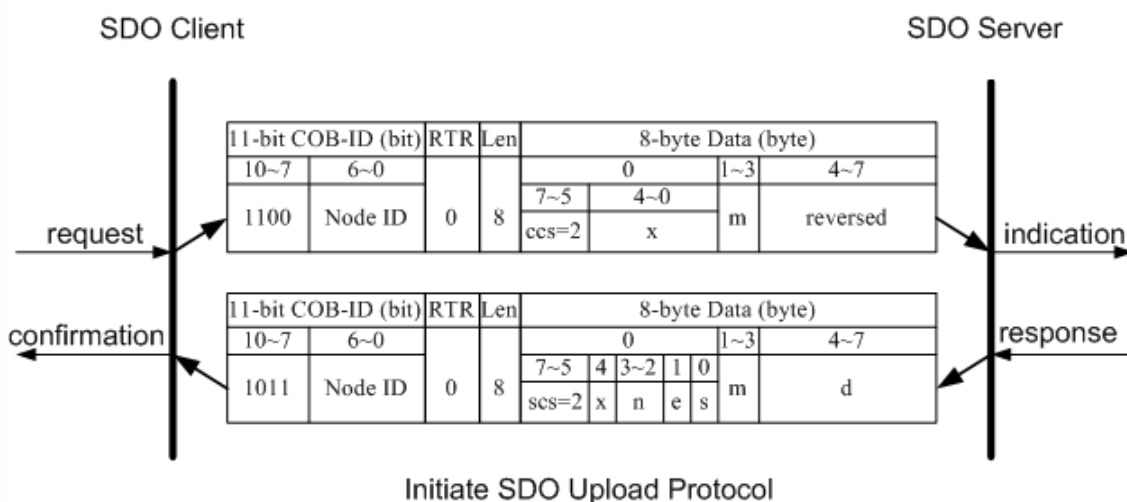 SDO Client SDO Server
11-bit COB-ID (bit) RTR Len 8-byte Data (byte)
10~7 6~0 0 1~3 4~7
7~5 4~0
1100 Node ID 0 8 m reversed
ccs=2 x
request indication
11-bit COB-ID (bit) RTR Len 8-byte Data (byte)
confirmation response
10~7 6~0 0 1~3 4~7
7~5 4 3~2 1 0
1011 Node ID 0 8 m d
scs=2 x n e s
Initiate SDO Upload Protocol